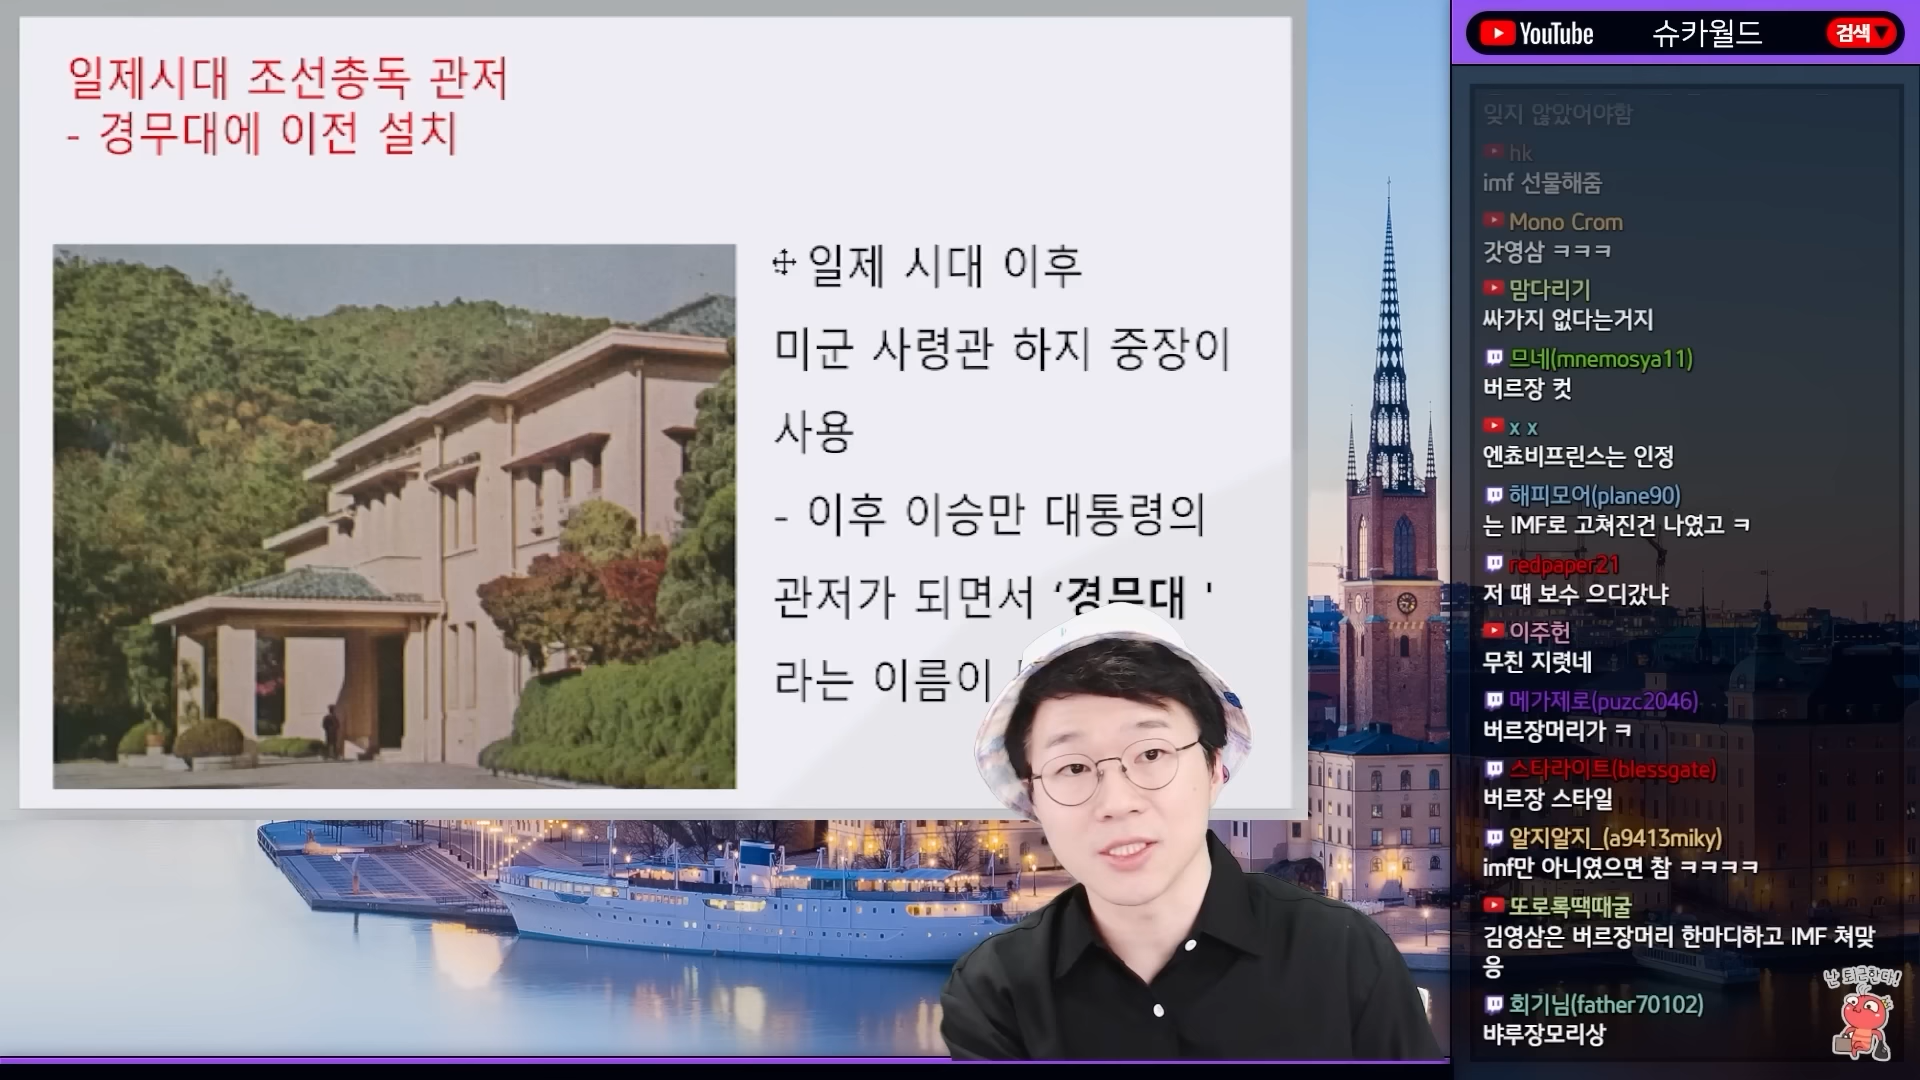 일제시대 조선총독 관저
- 경무대에 이전 설치
일제 시대 이후
미군 사령관 하지 중장이
사용
- 이후 이승만 대통령의
관저가 되면서 ‘경무대 '
라는 이름이
YouTube 슈카월드 검색
잊지 않았어야함
hk
imf 선물해줌
Mono Crom
갓영삼 ㅋㅋㅋ
맘다리기
싸가지 없다는거지
므네(mnemosya11)
버르장 컷
x x
엔쵸비프린스는 인정
해피모어(plane90)
는 IMF로 고쳐진건 나였고 ㅋ
redpaper21
저 떄 보수 으디갔냐
이주헌
무친 지렷네
메가제로(puzc2046)
버르장머리가 ㅋ
스타라이트(blessgate)
버르장 스타일
알지알지_(a9413miky)
imf만 아니였으면 참 ㅋㅋㅋㅋ
또로록땍때굴
김영삼은 버르장머리 한마디하고 IMF 쳐맞
응
회기님(father70102)
뱌루장모리상
난 퇴근한다!